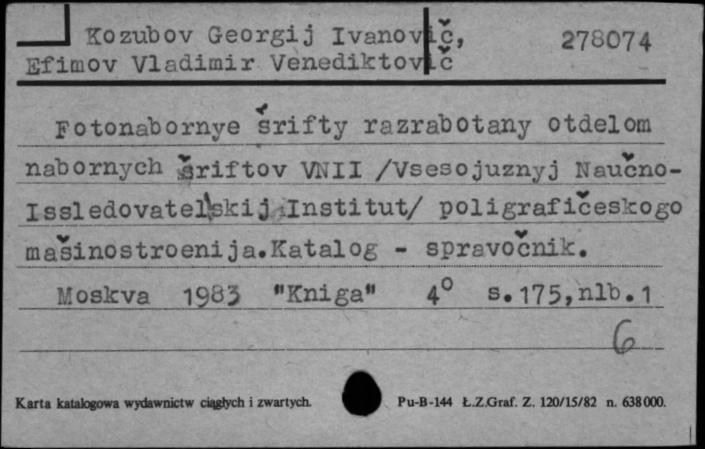 Kozubov Georgij Ivanovič, 278074
Efimov Vladimir Venediktovič
Fotonabornye šrifty razrabotany otdelom
nabornych šriftov VNII /Vsesojuznyj Naučno-
Issledovatel'skij Institut/ poligrafičeskogo
mašinostroenija.Katalog - spravočnik.
Moskva 1983 "Kniga" 4° s.175,nlb.1
6
Karta katalogowa wydawnictw ciągłych i zwartych. Pu-B-144 Ł.Z.Graf. Z. 120/15/82 n. 638000.